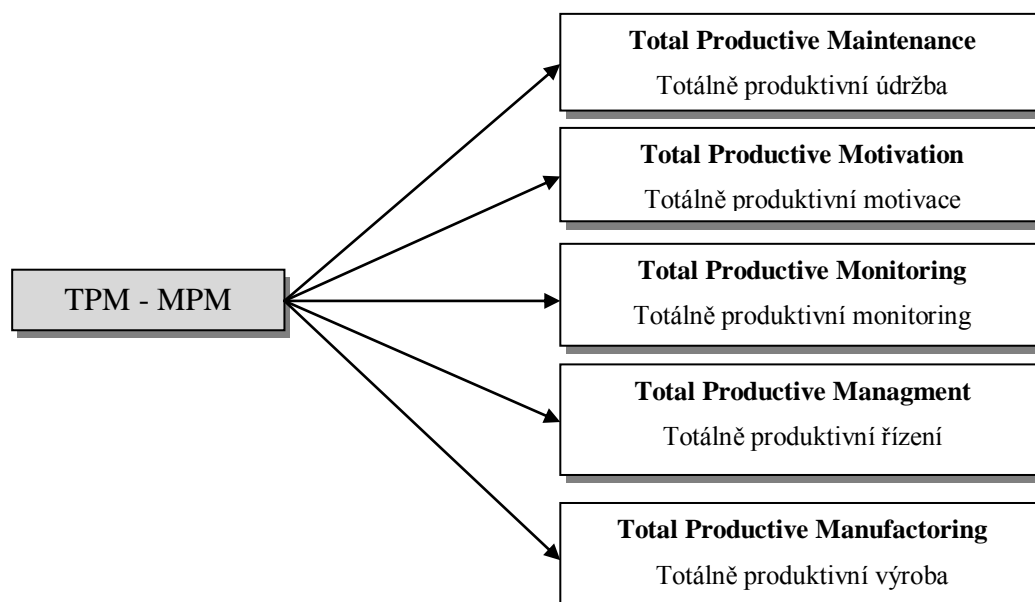 Total Productive Maintenance
Totálně produktivní údržba
Total Productive Motivation
Totálně produktivní motivace
TPM - MPM
Total Productive Monitoring
Totálně produktivní monitoring
Total Productive Managment
Totálně produktivní řízení
Total Productive Manufactoring
Totálně produktivní výroba